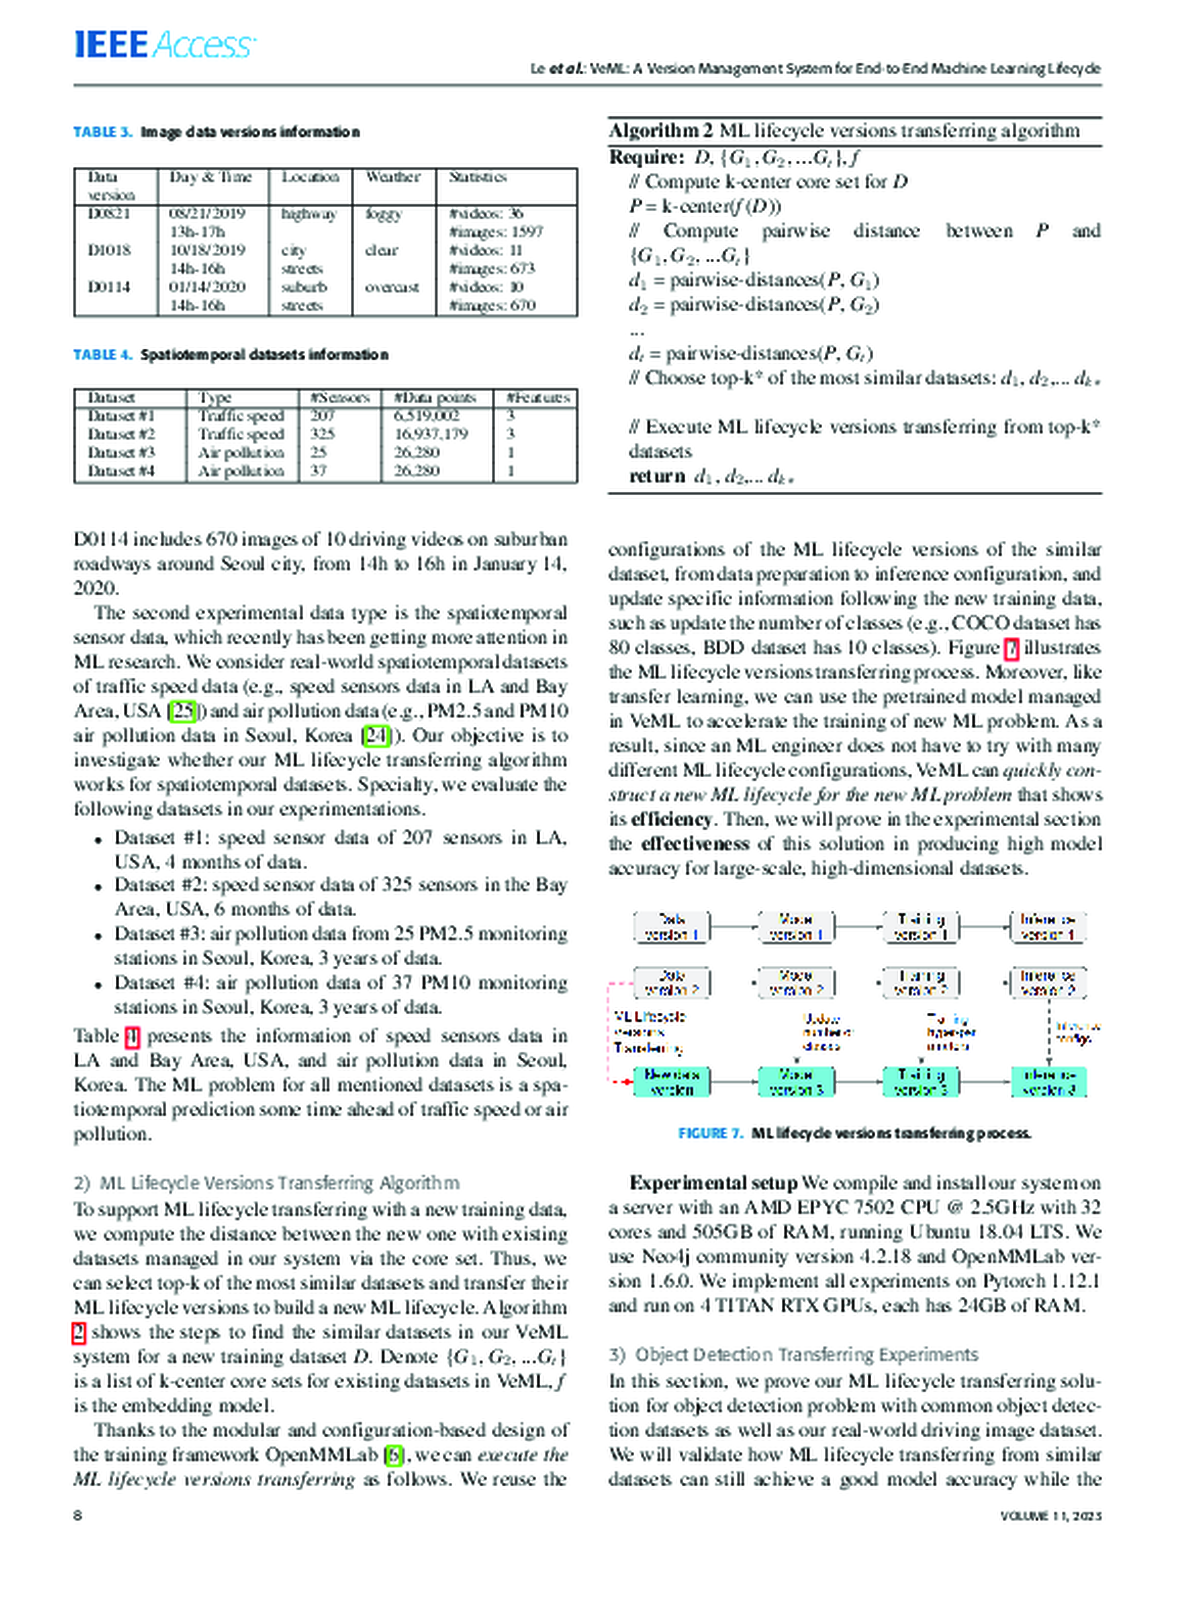 IEEE Access
Le et al.: VeML: A Version Management System for End-to-End Machine Learning Lifecycle
TABLE 3. Image data versions information
Data version | Day & Time | Location | Weather | Statistics
D0821 | 08/21/2019 13h-17h | highway | foggy | #videos: 36 #images: 1597
D1018 | 10/18/2019 14h-16h | city streets | clear | #videos: 11 #images: 673
D0114 | 01/14/2020 14h-16h | suburb streets | overcast | #videos: 10 #images: 670
TABLE 4. Spatiotemporal datasets information
Dataset | Type | #Sensors | #Data points | #Features
Dataset #1 | Traffic speed | 207 | 6,519,002 | 3
Dataset #2 | Traffic speed | 325 | 16,937,179 | 3
Dataset #3 | Air pollution | 25 | 26,280 | 1
Dataset #4 | Air pollution | 37 | 26,280 | 1
D0114 includes 670 images of 10 driving videos on suburban
roadways around Seoul city, from 14h to 16h in January 14,
2020.
The second experimental data type is the spatiotemporal
sensor data, which recently has been getting more attention in
ML research. We consider real-world spatiotemporal datasets
of traffic speed data (e.g., speed sensors data in LA and Bay
Area, USA [25]) and air pollution data (e.g., PM2.5 and PM10
air pollution data in Seoul, Korea [24]). Our objective is to
investigate whether our ML lifecycle transferring algorithm
works for spatiotemporal datasets. Specialty, we evaluate the
following datasets in our experimentations.
• Dataset #1: speed sensor data of 207 sensors in LA,
USA, 4 months of data.
• Dataset #2: speed sensor data of 325 sensors in the Bay
Area, USA, 6 months of data.
• Dataset #3: air pollution data from 25 PM2.5 monitoring
stations in Seoul, Korea, 3 years of data.
• Dataset #4: air pollution data of 37 PM10 monitoring
stations in Seoul, Korea, 3 years of data.
Table 4 presents the information of speed sensors data in
LA and Bay Area, USA, and air pollution data in Seoul,
Korea. The ML problem for all mentioned datasets is a spa-
tiotemporal prediction some time ahead of traffic speed or air
pollution.
2) ML Lifecycle Versions Transferring Algorithm
To support ML lifecycle transferring with a new training data,
we compute the distance between the new one with existing
datasets managed in our system via the core set. Thus, we
can select top-k of the most similar datasets and transfer their
ML lifecycle versions to build a new ML lifecycle. Algorithm
2 shows the steps to find the similar datasets in our VeML
system for a new training dataset D. Denote {G1, G2, ...Gt}
is a list of k-center core sets for existing datasets in VeML, f
is the embedding model.
Thanks to the modular and configuration-based design of
the training framework OpenMMLab [6], we can execute the
ML lifecycle versions transferring as follows. We reuse the
Algorithm 2 ML lifecycle versions transferring algorithm
Require: D, {G1, G2, ...Gt}, f
// Compute k-center core set for D
P = k-center(f(D))
// Compute pairwise distance between P and
{G1, G2, ...Gt}
d1 = pairwise-distances(P, G1)
d2 = pairwise-distances(P, G2)
...
dt = pairwise-distances(P, Gt)
// Choose top-k* of the most similar datasets: d1, d2,... dk*
// Execute ML lifecycle versions transferring from top-k*
datasets
return d1, d2,... dk*
configurations of the ML lifecycle versions of the similar
dataset, from data preparation to inference configuration, and
update specific information following the new training data,
such as update the number of classes (e.g., COCO dataset has
80 classes, BDD dataset has 10 classes). Figure 7 illustrates
the ML lifecycle versions transferring process. Moreover, like
transfer learning, we can use the pretrained model managed
in VeML to accelerate the training of new ML problem. As a
result, since an ML engineer does not have to try with many
different ML lifecycle configurations, VeML can quickly con-
struct a new ML lifecycle for the new ML problem that shows
its efficiency. Then, we will prove in the experimental section
the effectiveness of this solution in producing high model
accuracy for large-scale, high-dimensional datasets.
Data version 1 | Model version 1 | Training version 1 | Inference version 1
Data version 2 | Model version 2 | Training version 2 | Inference version 2
ML Lifecycle versions Transferring | Update number of classes | Training hyper-parameters | Inference configs
New data version | Model version 3 | Training version 3 | Inference version 3
FIGURE 7. ML lifecycle versions transferring process.
Experimental setup We compile and install our system on
a server with an AMD EPYC 7502 CPU @ 2.5GHz with 32
cores and 505GB of RAM, running Ubuntu 18.04 LTS. We
use Neo4j community version 4.2.18 and OpenMMLab ver-
sion 1.6.0. We implement all experiments on Pytorch 1.12.1
and run on 4 TITAN RTX GPUs, each has 24GB of RAM.
3) Object Detection Transferring Experiments
In this section, we prove our ML lifecycle transferring solu-
tion for object detection problem with common object detec-
tion datasets as well as our real-world driving image dataset.
We will validate how ML lifecycle transferring from similar
datasets can still achieve a good model accuracy while the
8
VOLUME 11, 2023